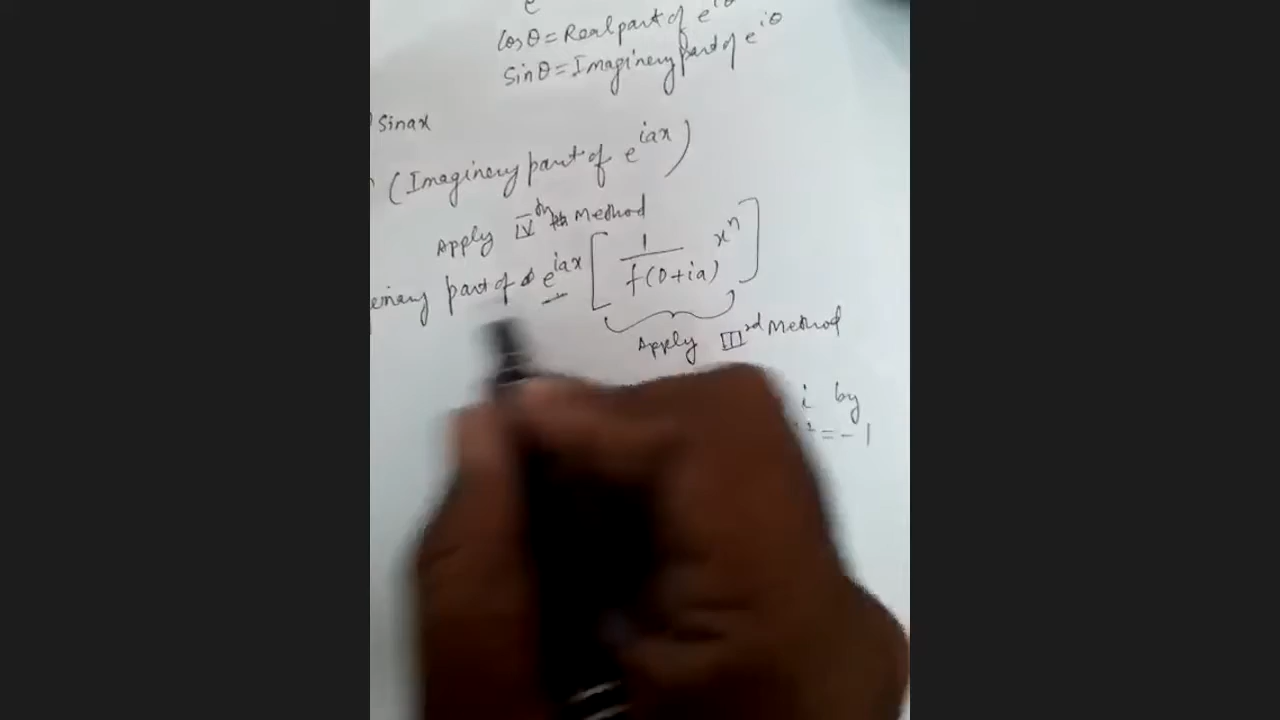 e
Cosθ = Real part of e^{iθ}
Sinθ = Imaginery part of e^{iθ}
Sinax
(Imaginery part of e^{iax})
Apply IV^{th} Method
part of e^{iax} [ 1/f(D+ia) x^n ]
Apply III^{rd} Method
i by
i² = -1